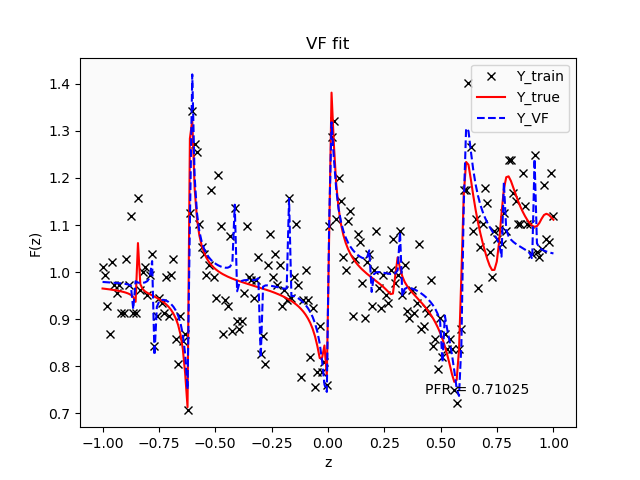 VF fit
Y_train
Y_true
Y_VF
F(z)
1.4
1.3
1.2
1.1
1.0
0.9
0.8
0.7
PFR = 0.71025
−1.00 −0.75 −0.50 −0.25 0.00 0.25 0.50 0.75 1.00
z